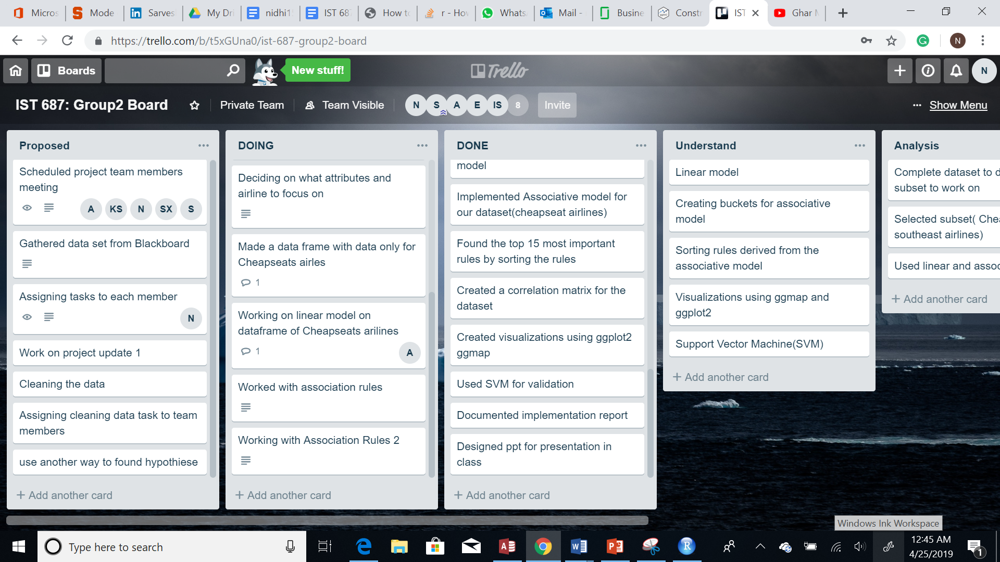 Micros
Mode
Sarves
My Dri
nidhi1
IST 687
How to
r - How
Whats
Mail -
Busine
Constr
IST
Ghar
https://trello.com/b/t5xGUna0/ist-687-group2-board
N
Boards
New stuff!
Trello
N
IST 687: Group2 Board
Private Team
Team Visible
N S A E IS 8
Invite
... Show Menu
Proposed
Scheduled project team members
meeting
A KS N SX S
Gathered data set from Blackboard
Assigning tasks to each member
N
Work on project update 1
Cleaning the data
Assigning cleaning data task to team
members
use another way to found hypothiese
+ Add another card
DOING
Deciding on what attributes and
airline to focus on
Made a data frame with data only for
Cheapseats airles
1
Working on linear model on
dataframe of Cheapseats arilines
1
A
Worked with association rules
Working with Association Rules 2
+ Add another card
DONE
model
Implemented Associative model for
our dataset(cheapseat airlines)
Found the top 15 most important
rules by sorting the rules
Created a correlation matrix for the
dataset
Created visualizations using ggplot2
ggmap
Used SVM for validation
Documented implementation report
Designed ppt for presentation in
class
+ Add another card
Understand
Linear model
Creating buckets for associative
model
Sorting rules derived from the
associative model
Visualizations using ggmap and
ggplot2
Support Vector Machine(SVM)
+ Add another card
Analysis
Complete dataset to d
subset to work on
Selected subset( Chea
southeast airlines)
Used linear and assoc
+ Add another card
Windows Ink Workspace
Type here to search
12:45 AM
4/25/2019
1